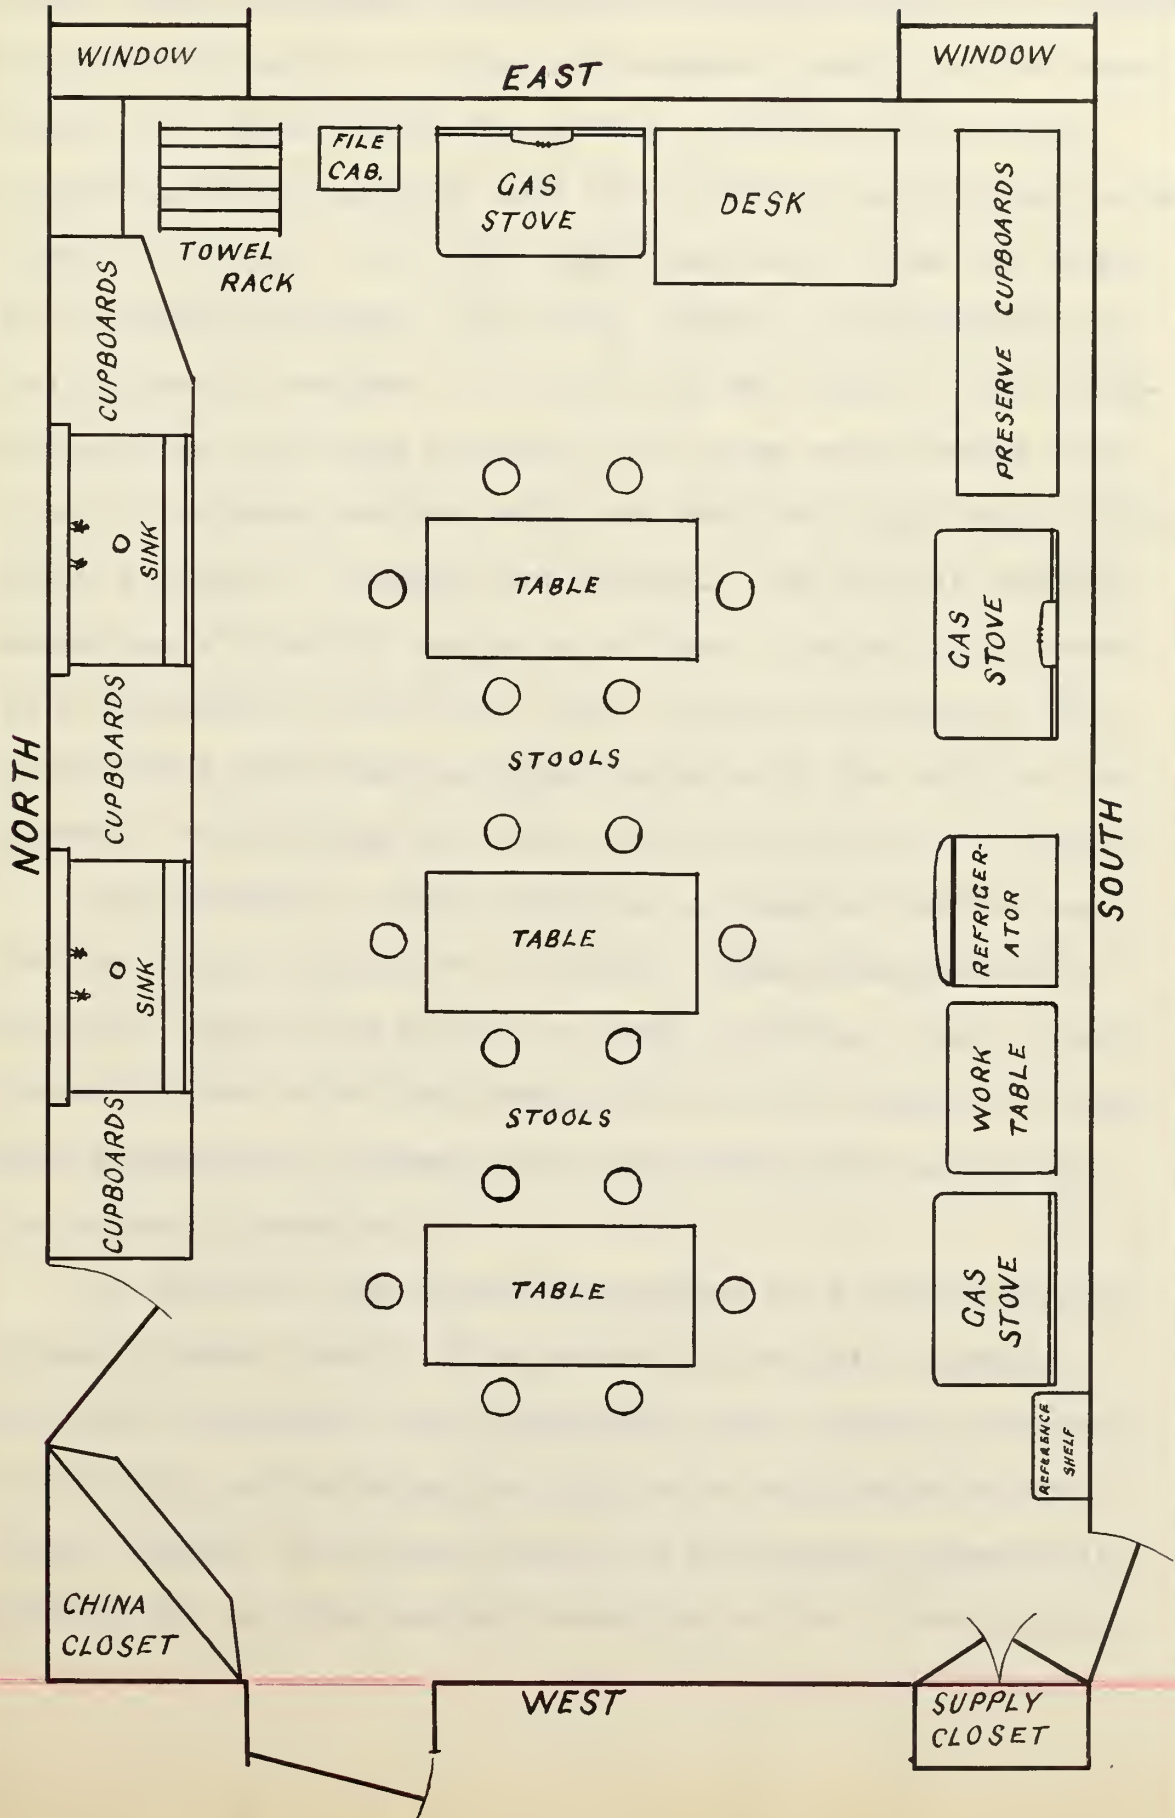 WINDOW
WINDOW
EAST
FILE
CAB.
GAS
STOVE
DESK
TOWEL
RACK
CUPBOARDS
PRESERVE CUPBOARDS
SINK
TABLE
GAS
STOVE
STOOLS
CUPBOARDS
NORTH
SOUTH
REFRIGER-
ATOR
TABLE
SINK
WORK
TABLE
STOOLS
CUPBOARDS
TABLE
GAS
STOVE
REFERENCE
SHELF
CHINA
CLOSET
WEST
SUPPLY
CLOSET